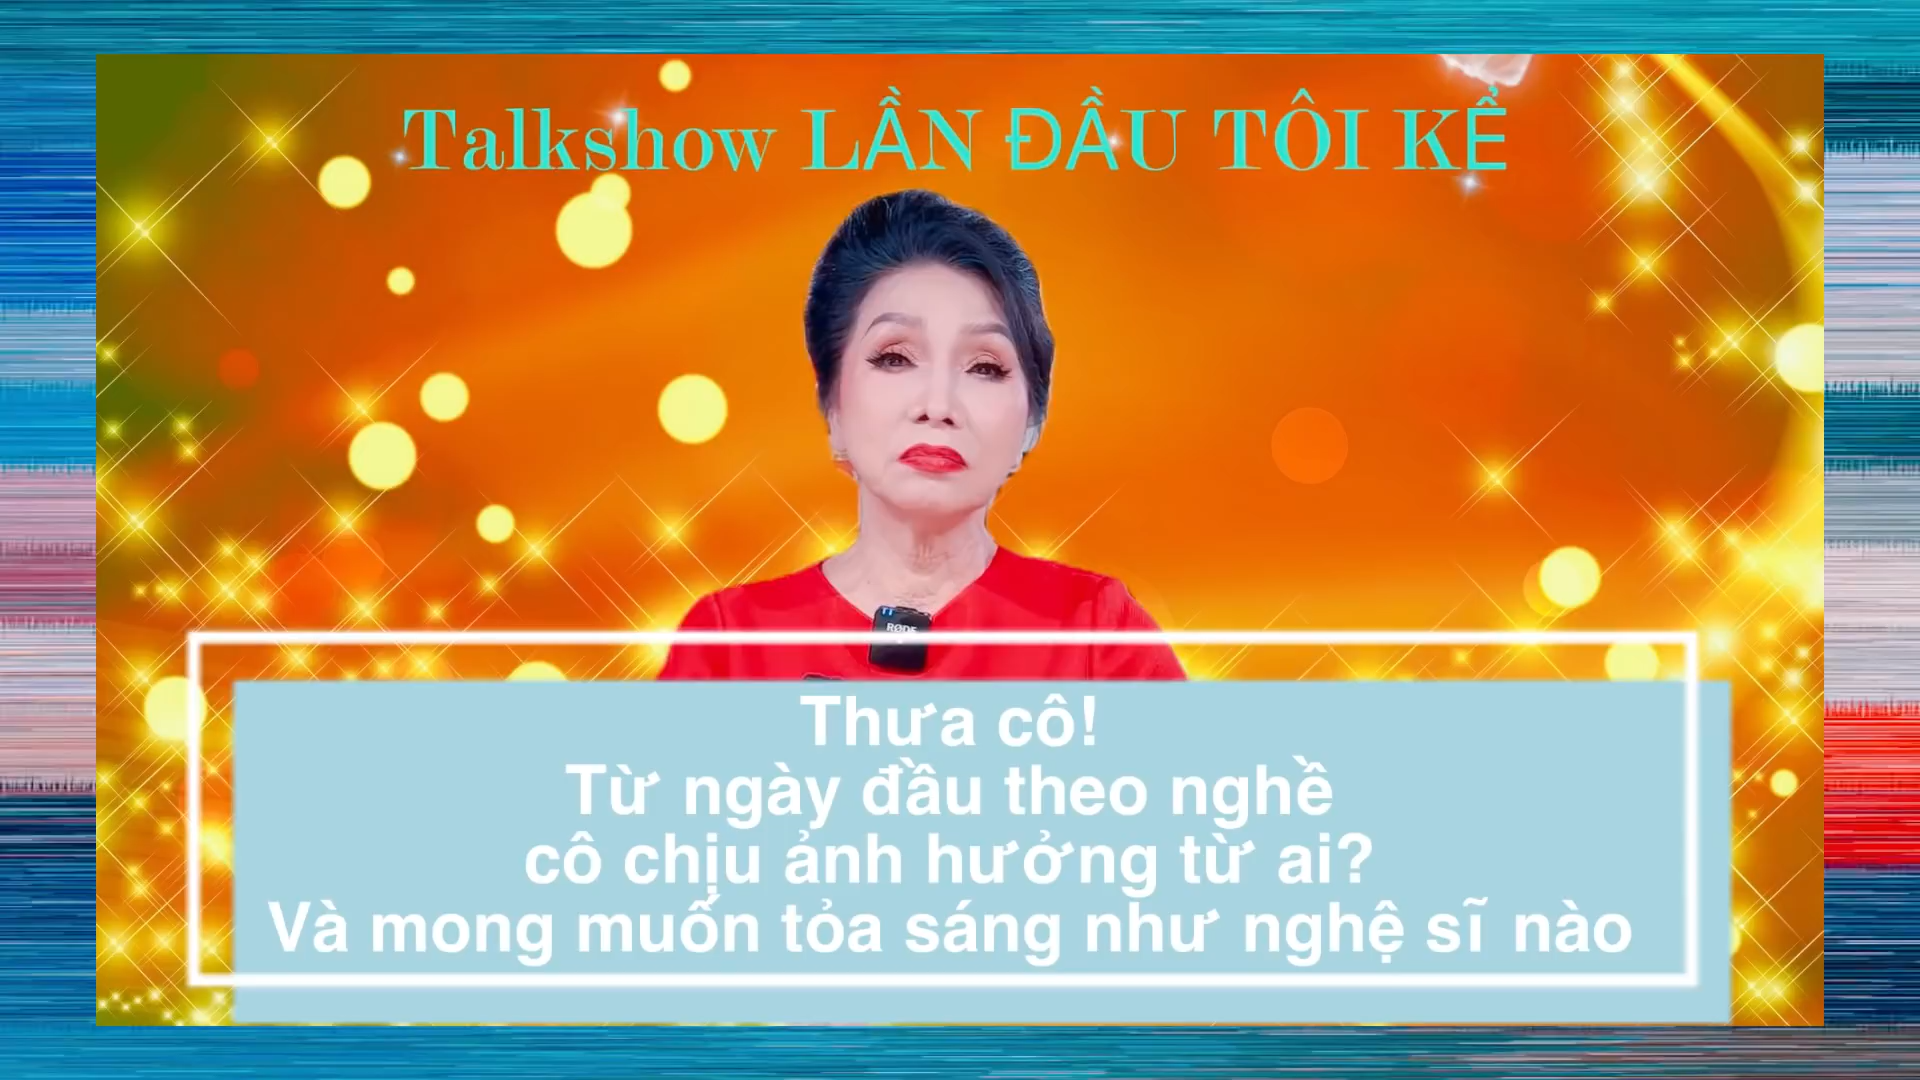 Talkshow LẦN ĐẦU TÔI KỂ
RØDE
Thưa cô!
Từ ngày đầu theo nghề
cô chịu ảnh hưởng từ ai?
Và mong muốn tỏa sáng như nghệ sĩ nào